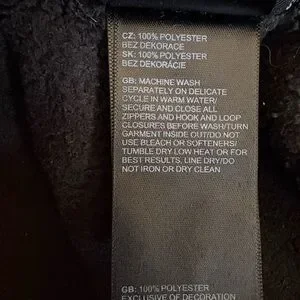 CZ: 100% POLYESTER
BEZ DEKORACE
SK: 100% POLYESTER
BEZ DEKORÁCIE
GB: MACHINE WASH
SEPARATELY ON DELICATE
CYCLE IN WARM WATER/
SECURE AND CLOSE ALL
ZIPPERS AND HOOK AND LOOP
CLOSURES BEFORE WASH/TURN
GARMENT INSIDE OUT/DO NOT
USE BLEACH OR SOFTENERS/
TUMBLE DRY LOW HEAT OR FOR
BEST RESULTS, LINE DRY/DO
NOT IRON OR DRY CLEAN
GB: 100% POLYESTER
EXCLUSIVE OF DECORATION